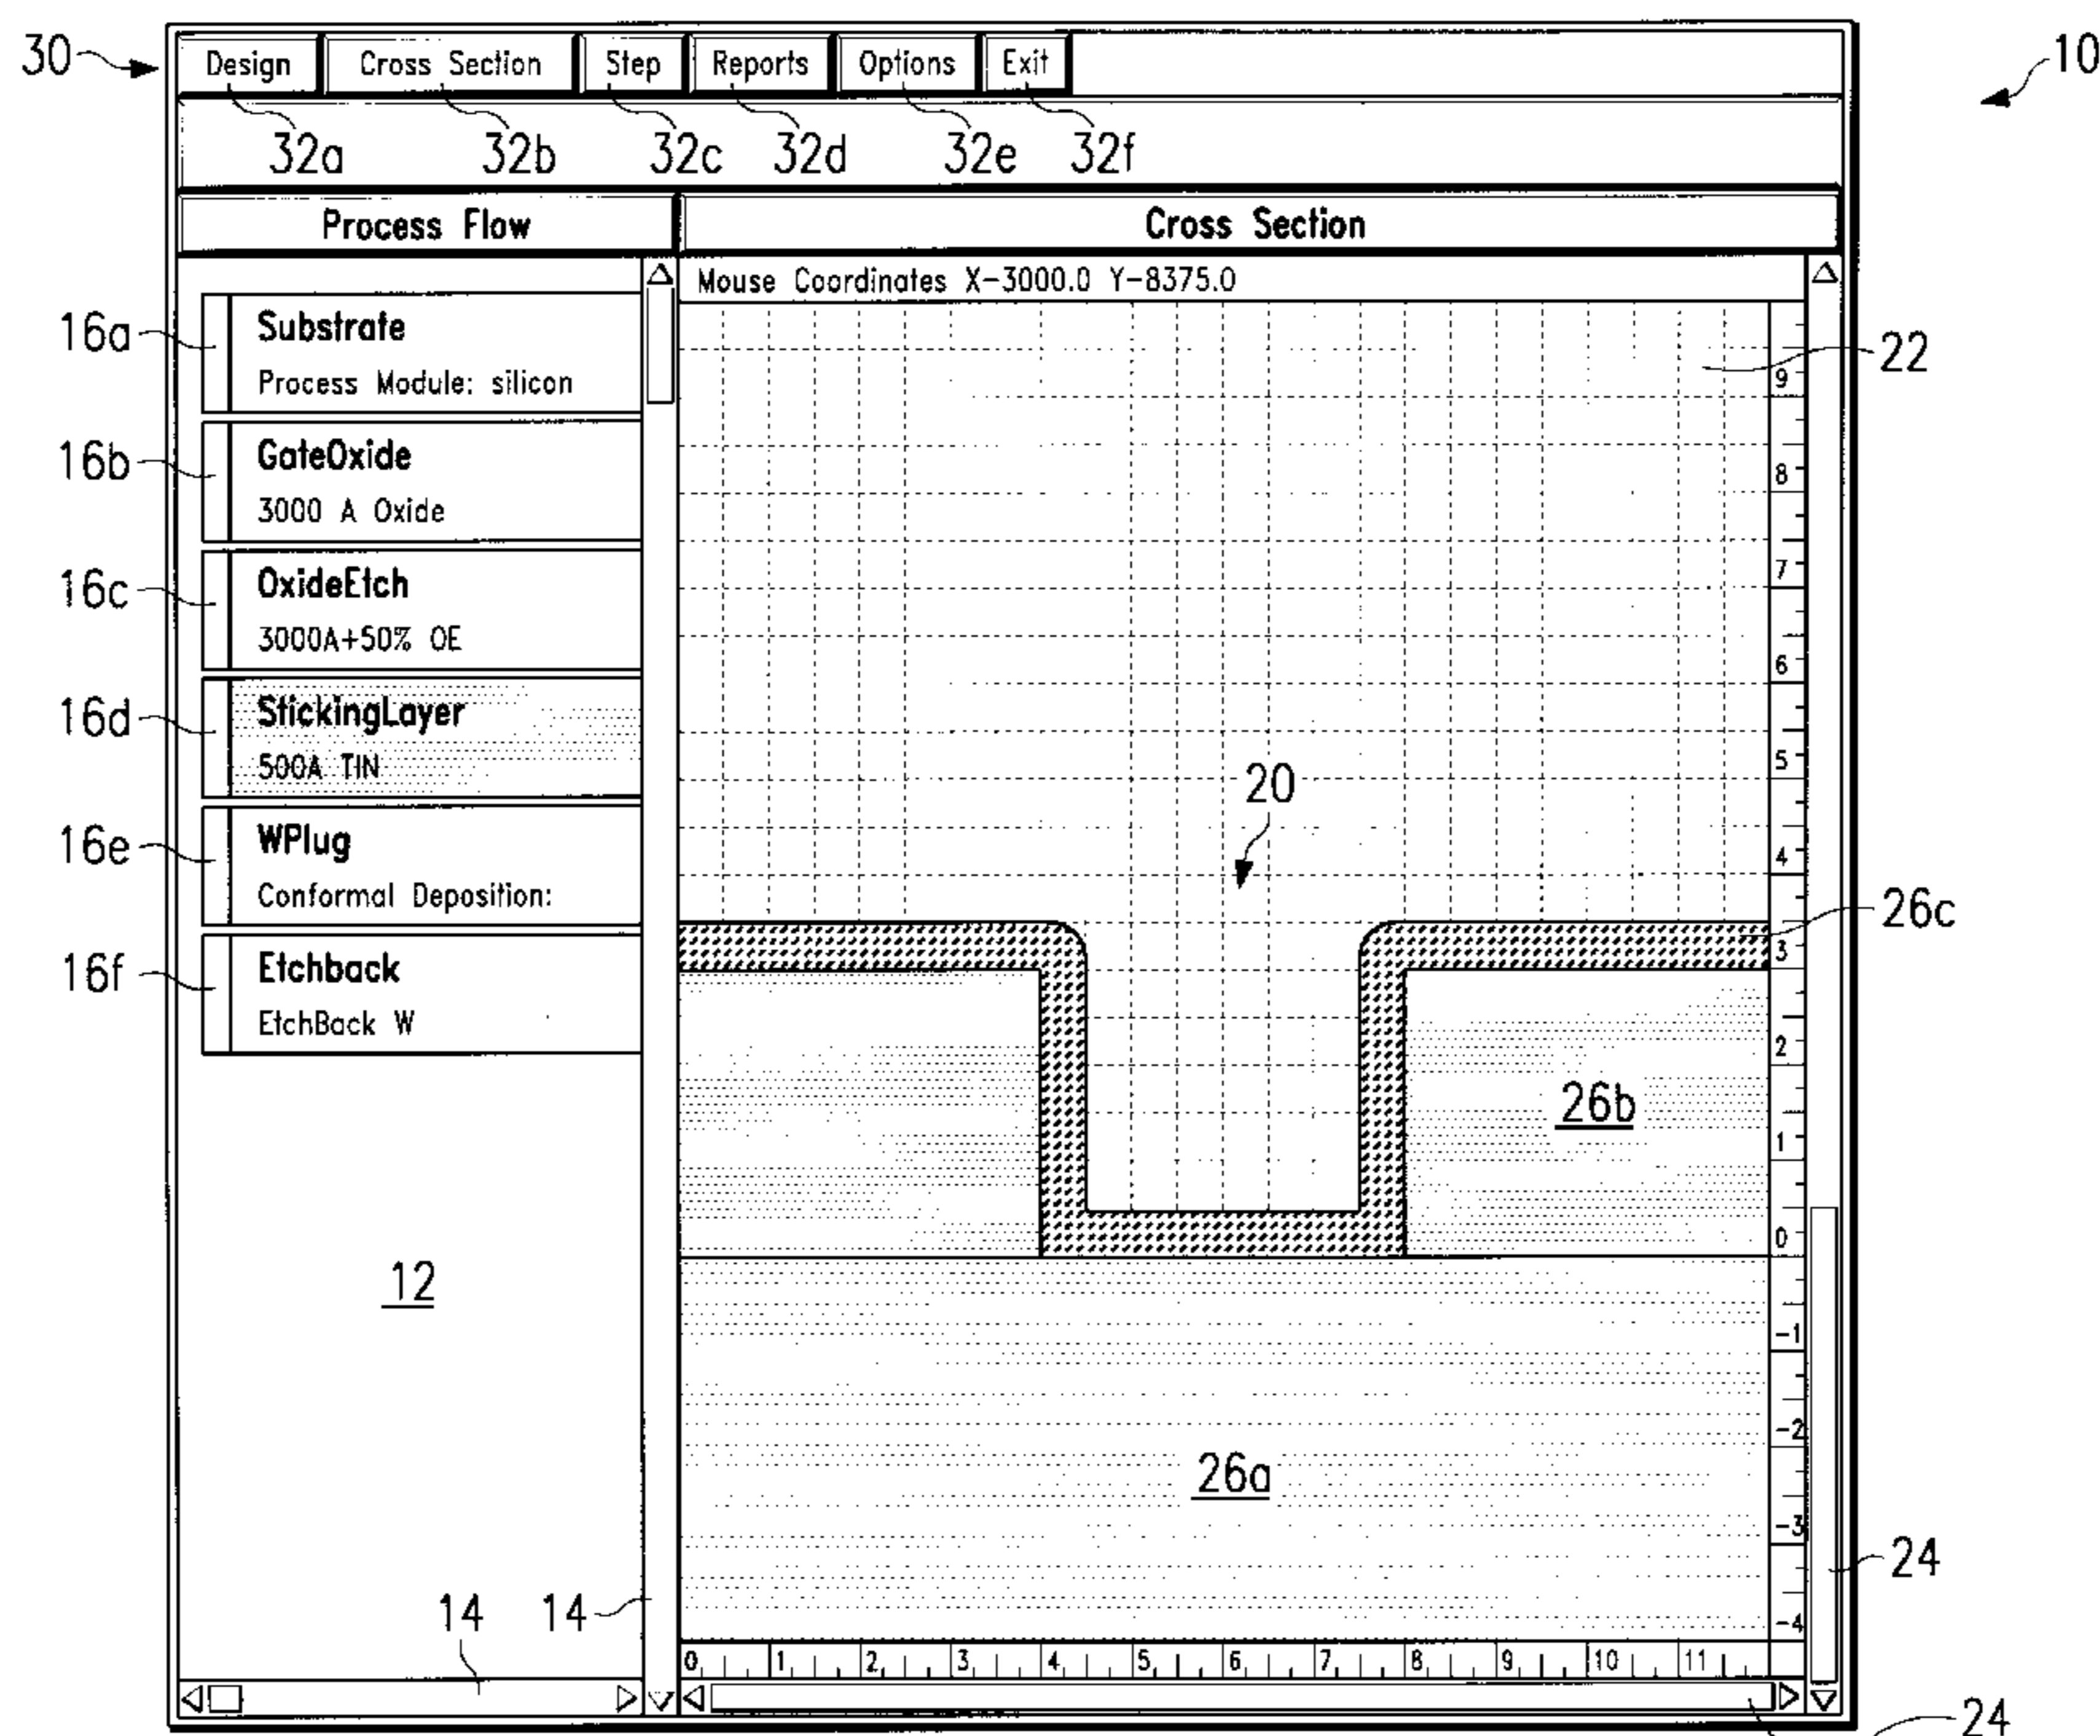 30 Design Cross Section Step Reports Options Exit 10
32a 32b 32c 32d 32e 32f
Process Flow Cross Section
Mouse Coordinates X-3000.0 Y-8375.0
16a Substrate
Process Module: silicon
22
9
16b GateOxide
3000 A Oxide
8
16c OxideEtch
3000A+50% OE
7
6
16d StickingLayer
500A TIN
5
20
16e WPlug
Conformal Deposition:
4
26c
3
16f Etchback
EtchBack W
2
26b
1
0
12
-1
-2
26a
-3
24
14 14
-4
0 1 2 3 4 5 6 7 8 9 10 11
24